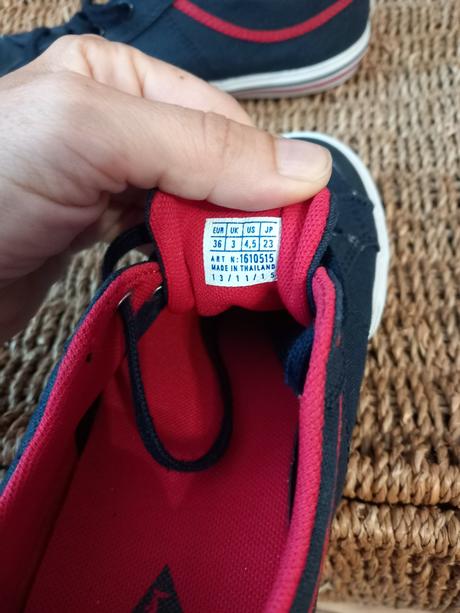 EUR UK US JP
36 3 4,5 23
ART N:1610515
MADE IN THAILAND
13/11/15